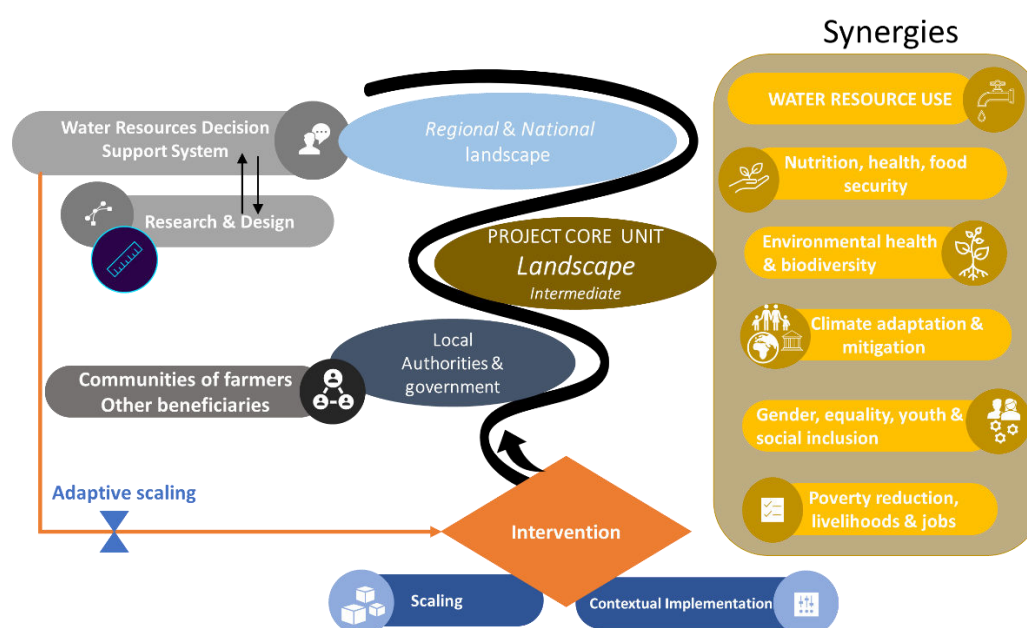 Synergies
Water Resources Decision
Support System
Research & Design
Regional & National
landscape
PROJECT CORE UNIT
Landscape
Intermediate
Local
Authorities &
government
Communities of farmers
Other beneficiaries
Adaptive scaling
Intervention
Scaling
Contextual Implementation
WATER RESOURCE USE
Nutrition, health, food
security
Environmental health
& biodiversity
Climate adaptation &
mitigation
Gender, equality, youth &
social inclusion
Poverty reduction,
livelihoods & jobs